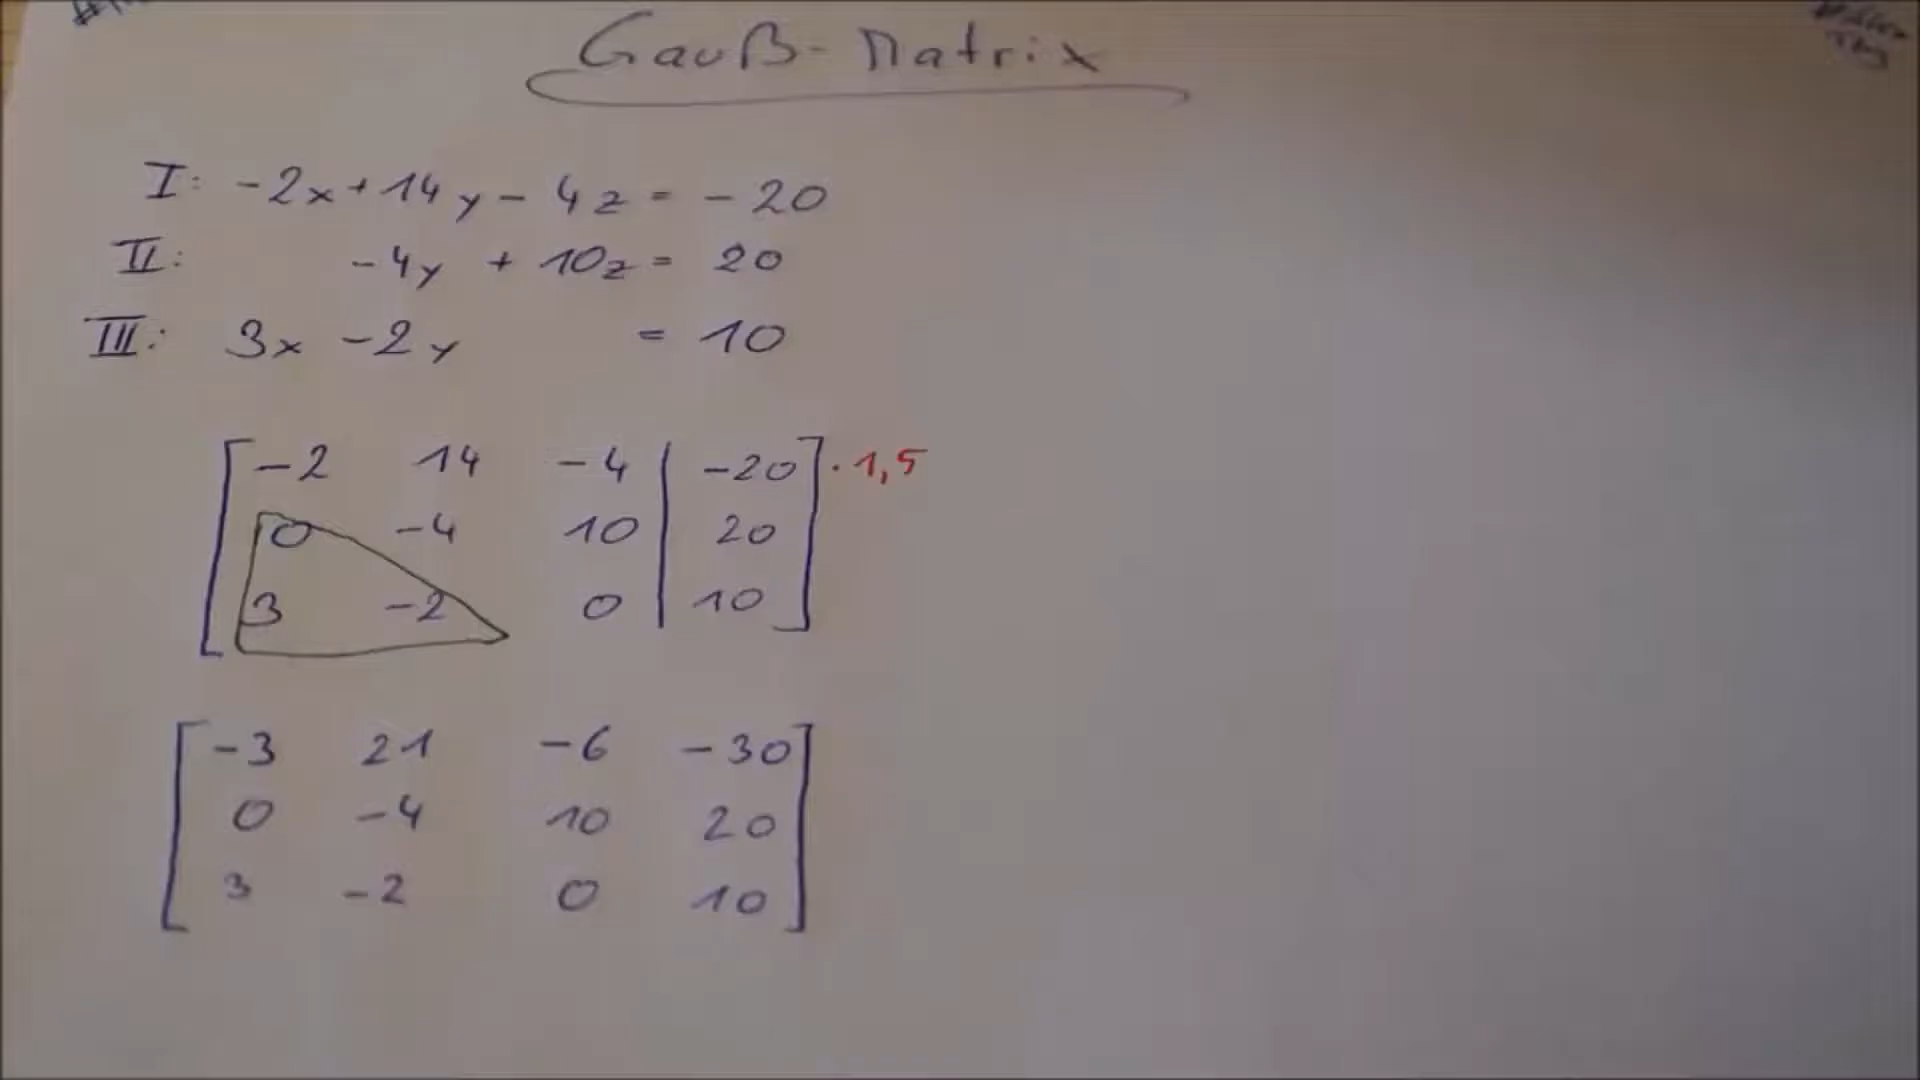 Gauß-Matrix
I: -2x+14y-4z=-20
II: -4y + 10z = 20
III: 3x -2y = 10
-2 14 -4 | -20 · 1,5
0 -4 10 | 20
3 -2 0 | 10
-3 21 -6 -30
0 -4 10 20
3 -2 0 10